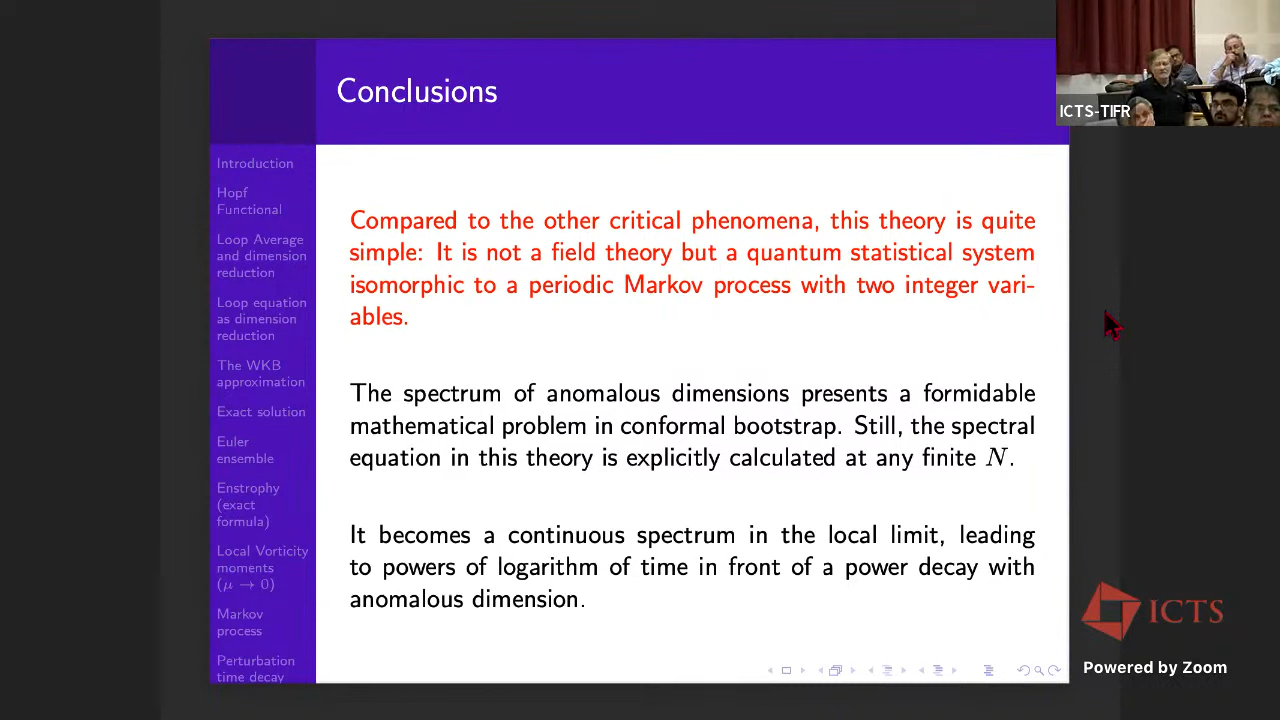 Conclusions
ICTS-TIFR
Introduction
Hopf
Functional
Loop Average
and dimension
reduction
Loop equation
as dimension
reduction
The WKB
approximation
Exact solution
Euler
ensemble
Enstrophy
(exact
formula)
Local Vorticity
moments
(μ → 0)
Markov
process
Perturbation
time decay
Compared to the other critical phenomena, this theory is quite
simple: It is not a field theory but a quantum statistical system
isomorphic to a periodic Markov process with two integer vari-
ables.
The spectrum of anomalous dimensions presents a formidable
mathematical problem in conformal bootstrap. Still, the spectral
equation in this theory is explicitly calculated at any finite N.
It becomes a continuous spectrum in the local limit, leading
to powers of logarithm of time in front of a power decay with
anomalous dimension.
ICTS
Powered by Zoom